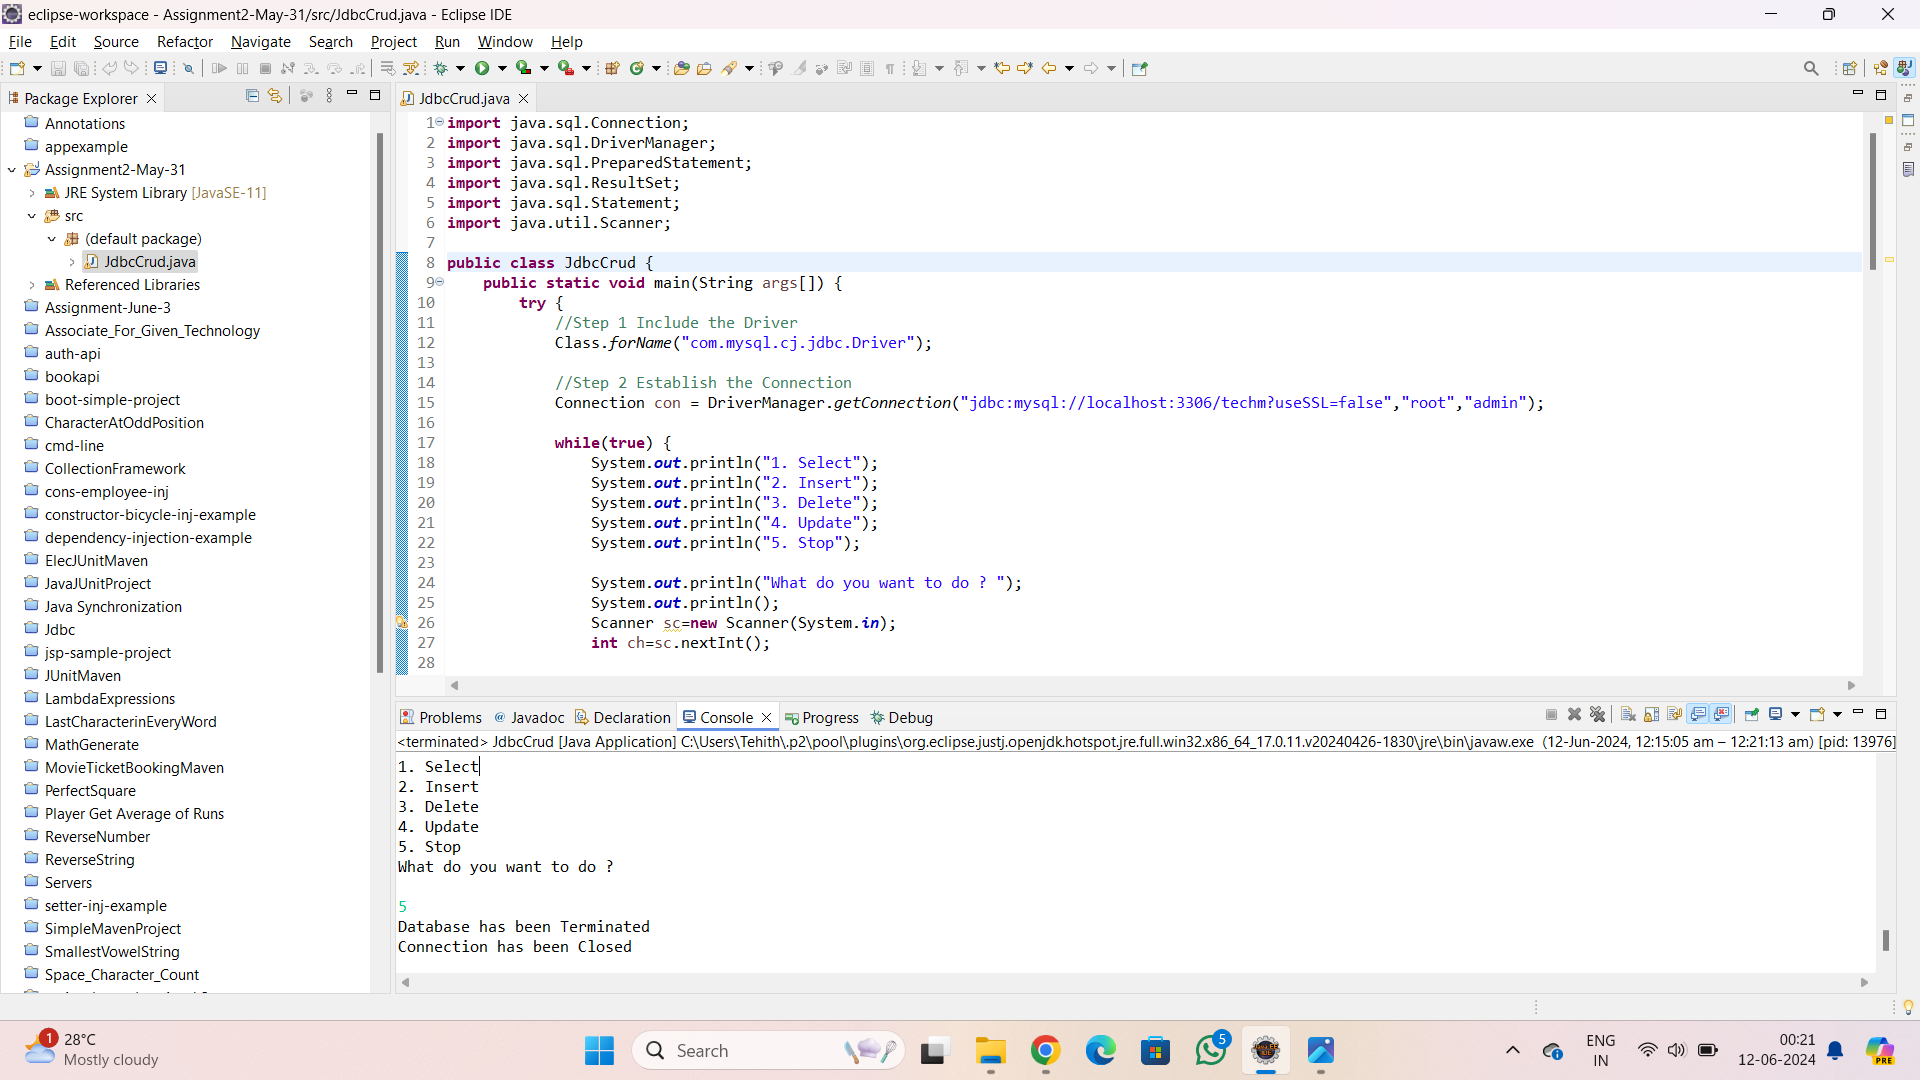 eclipse-workspace - Assignment2-May-31/src/JdbcCrud.java - Eclipse IDE
File Edit Source Refactor Navigate Search Project Run Window Help
Package Explorer
JdbcCrud.java
Annotations
appexample
Assignment2-May-31
JRE System Library [JavaSE-11]
src
(default package)
JdbcCrud.java
Referenced Libraries
Assignment-June-3
Associate_For_Given_Technology
auth-api
bookapi
boot-simple-project
CharacterAtOddPosition
cmd-line
CollectionFramework
cons-employee-inj
constructor-bicycle-inj-example
dependency-injection-example
ElecJUnitMaven
JavaJUnitProject
Java Synchronization
Jdbc
jsp-sample-project
JUnitMaven
LambdaExpressions
LastCharacterinEveryWord
MathGenerate
MovieTicketBookingMaven
PerfectSquare
Player Get Average of Runs
ReverseNumber
ReverseString
Servers
setter-inj-example
SimpleMavenProject
SmallestVowelString
Space_Character_Count
1 import java.sql.Connection;
2 import java.sql.DriverManager;
3 import java.sql.PreparedStatement;
4 import java.sql.ResultSet;
5 import java.sql.Statement;
6 import java.util.Scanner;
7
8 public class JdbcCrud {
9 public static void main(String args[]) {
10 try {
11 //Step 1 Include the Driver
12 Class.forName("com.mysql.cj.jdbc.Driver");
13
14 //Step 2 Establish the Connection
15 Connection con = DriverManager.getConnection("jdbc:mysql://localhost:3306/techm?useSSL=false","root","admin");
16
17 while(true) {
18 System.out.println("1. Select");
19 System.out.println("2. Insert");
20 System.out.println("3. Delete");
21 System.out.println("4. Update");
22 System.out.println("5. Stop");
23
24 System.out.println("What do you want to do ? ");
25 System.out.println();
26 Scanner sc=new Scanner(System.in);
27 int ch=sc.nextInt();
28
Problems Javadoc Declaration Console Progress Debug
<terminated> JdbcCrud [Java Application] C:\Users\Tehith\.p2\pool\plugins\org.eclipse.justj.openjdk.hotspot.jre.full.win32.x86_64_17.0.11.v20240426-1830\jre\bin\javaw.exe (12-Jun-2024, 12:15:05 am – 12:21:13 am) [pid: 13976]
1. Select
2. Insert
3. Delete
4. Update
5. Stop
What do you want to do ?
5
Database has been Terminated
Connection has been Closed
1
28°C
Mostly cloudy
Search
5
ENG
IN
00:21
12-06-2024
PRE